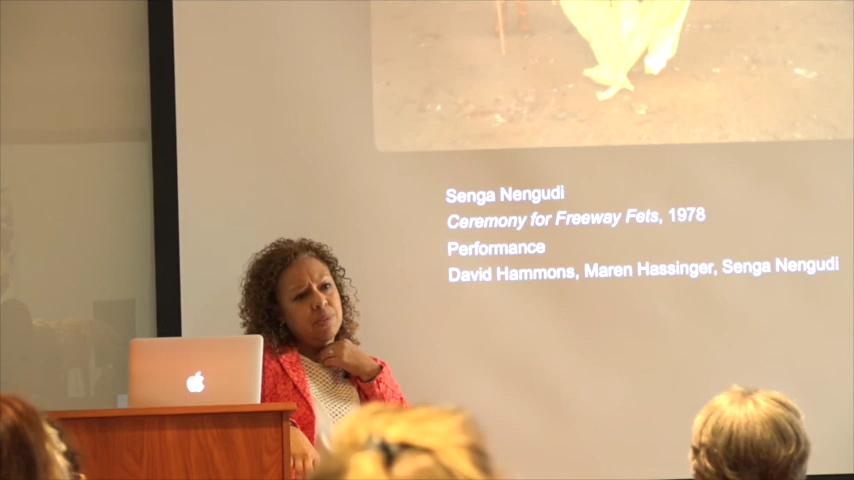 Senga Nengudi
Ceremony for Freeway Fets, 1978
Performance
David Hammons, Maren Hassinger, Senga Nengudi